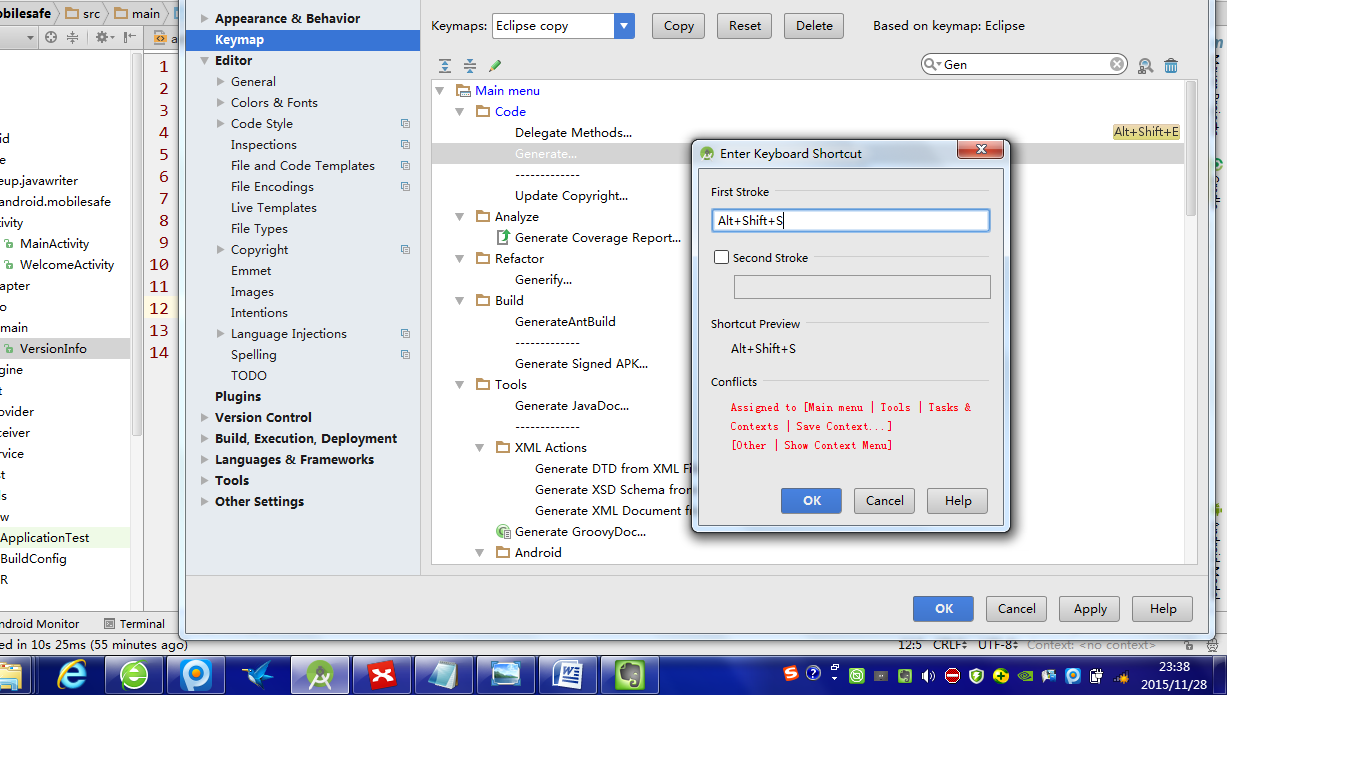 obilesafe src main
1
2
3
4
5
6
7
8
9
10
11
12
13
14
id
e
eup.javawriter
android.mobilesafe
tivity
MainActivity
WelcomeActivity
apter
o
main
VersionInfo
gine
t
rovider
ceiver
rvice
st
ls
w
ApplicationTest
BuildConfig
R
ndroid Monitor Terminal
ed in 10s 25ms (55 minutes ago)
Appearance & Behavior
Keymap
Editor
General
Colors & Fonts
Code Style
Inspections
File and Code Templates
File Encodings
Live Templates
File Types
Copyright
Emmet
Images
Intentions
Language Injections
Spelling
TODO
Plugins
Version Control
Build, Execution, Deployment
Languages & Frameworks
Tools
Other Settings
Keymaps: Eclipse copy Copy Reset Delete Based on keymap: Eclipse
Gen
Main menu
Code
Delegate Methods... Alt+Shift+E
Generate...
-------------
Update Copyright...
Analyze
Generate Coverage Report...
Refactor
Generify...
Build
GenerateAntBuild
-------------
Generate Signed APK...
Tools
Generate JavaDoc...
-------------
XML Actions
Generate DTD from XML Fi
Generate XSD Schema from
Generate XML Document f
Generate GroovyDoc...
Android
Enter Keyboard Shortcut
First Stroke
Alt+Shift+S
Second Stroke
Shortcut Preview
Alt+Shift+S
Conflicts
Assigned to [Main menu | Tools | Tasks &
Contexts | Save Context...]
[Other | Show Context Menu]
OK Cancel Help
OK Cancel Apply Help
12:5 CRLF UTF-8 Context: <no context>
23:38
2015/11/28